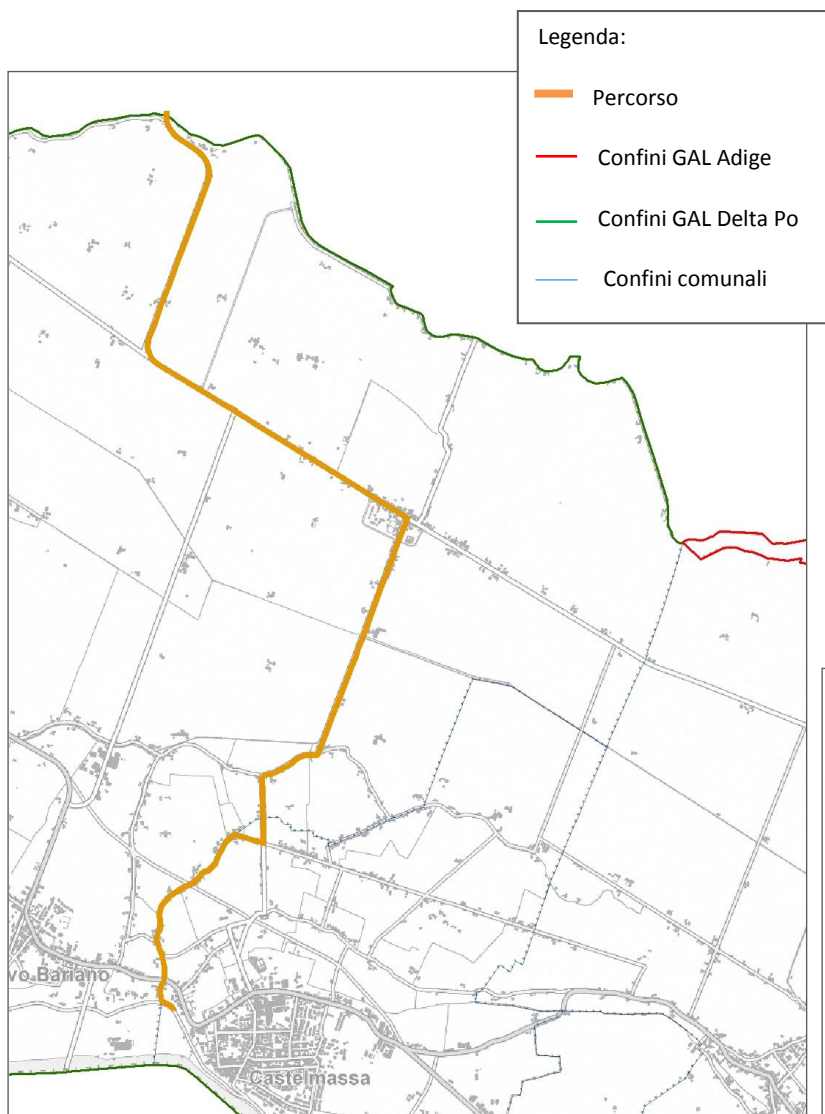 Legenda:
Percorso
Confini GAL Adige
Confini GAL Delta Po
Confini comunali
vo Bariano
Castelmassa